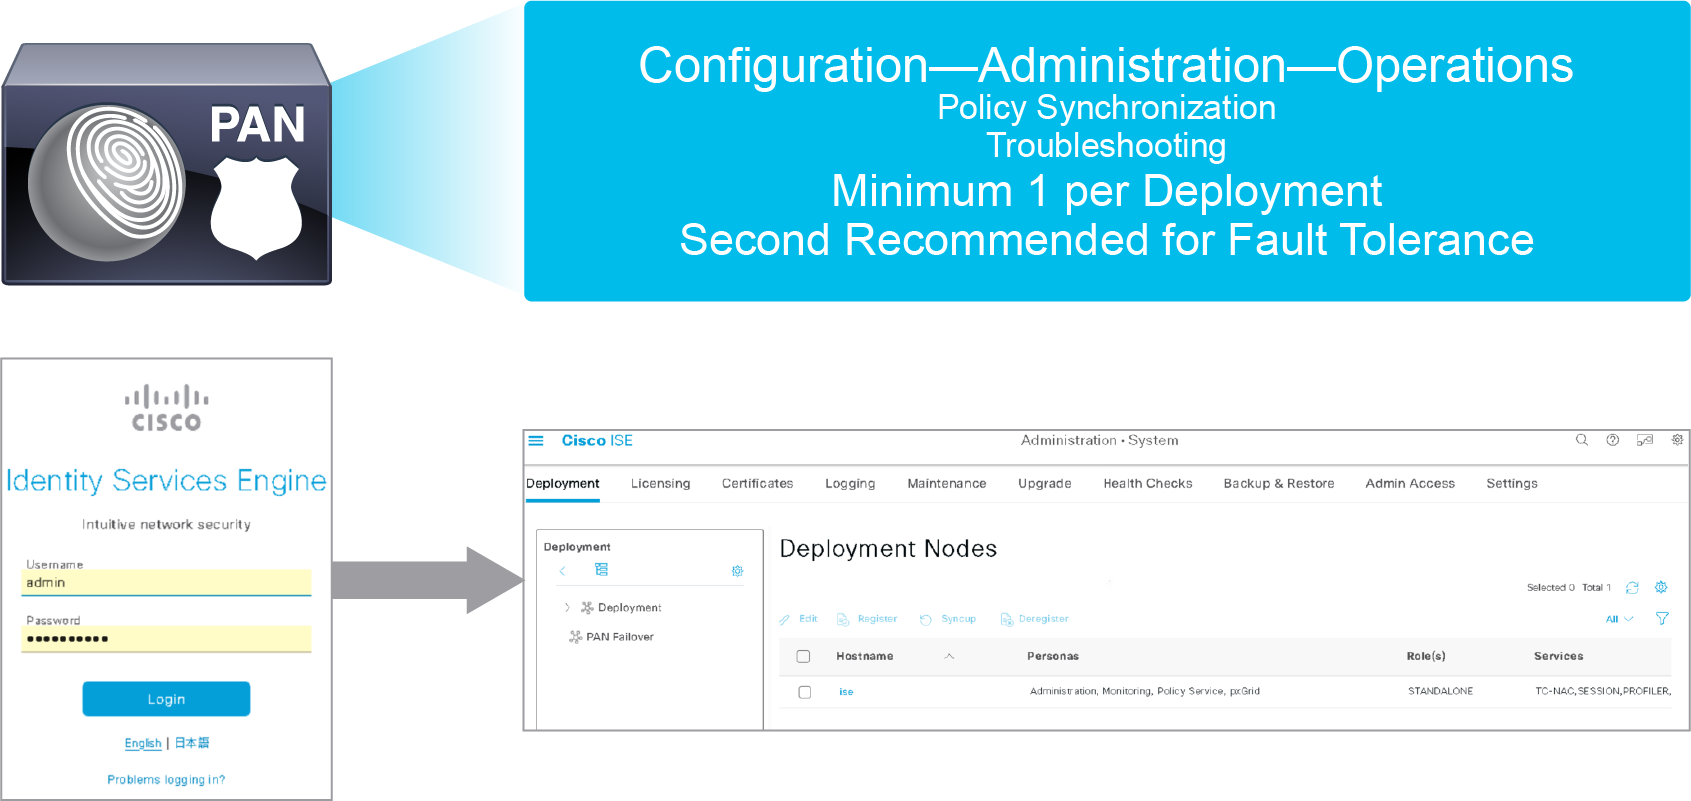 PAN
Configuration—Administration—Operations
Policy Synchronization
Troubleshooting
Minimum 1 per Deployment
Second Recommended for Fault Tolerance
CISCO
Identity Services Engine
Intuitive network security
Username
admin
Password
••••••••••
Login
English | 日本語
Problems logging in?
Cisco ISE
Administration • System
Deployment Licensing Certificates Logging Maintenance Upgrade Health Checks Backup & Restore Admin Access Settings
Deployment
Deployment
PAN Failover
Deployment Nodes
Selected 0 Total 1
Edit Register Syncup Deregister All
Hostname Personas Role(s) Services
ise Administration, Monitoring, Policy Service, pxGrid STANDALONE TC-NAC,SESSION,PROFILER,